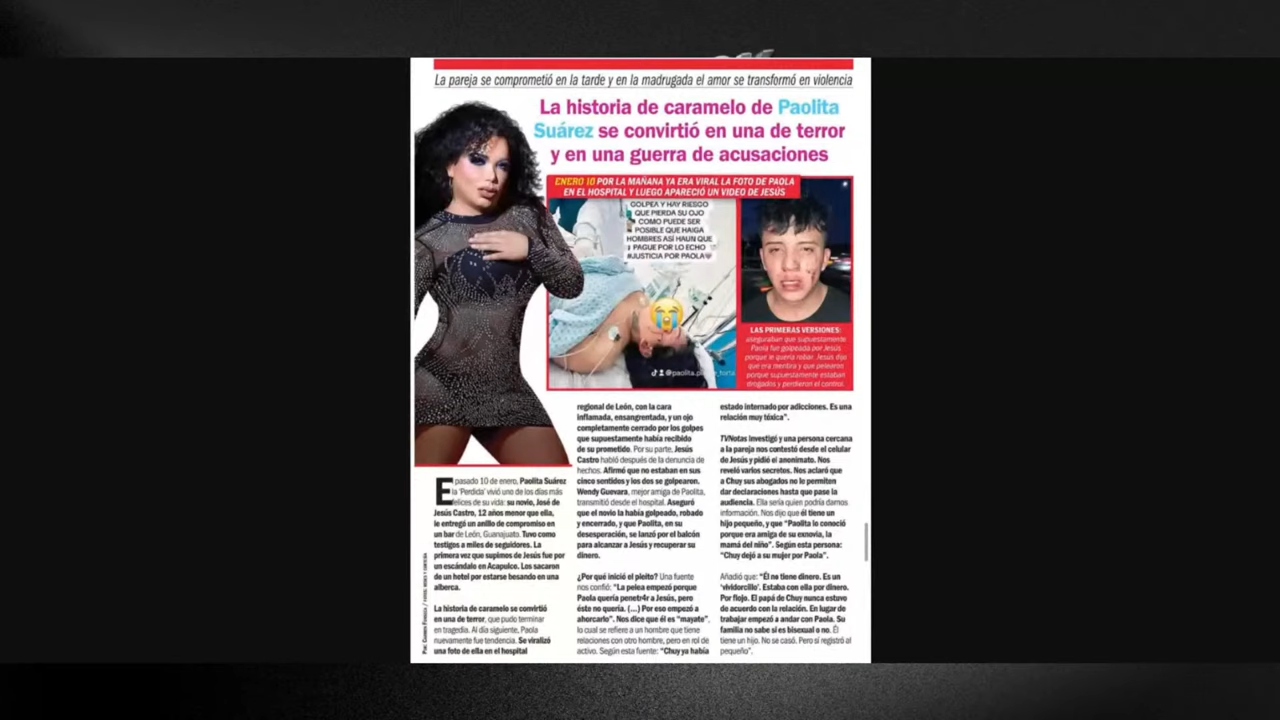 La pareja se comprometió en la tarde y en la madrugada el amor se transformó en violencia
La historia de caramelo de Paolita
Suárez se convirtió en una de terror
y en una guerra de acusaciones
ENERO 10 POR LA MAÑANA YA ERA VIRAL LA FOTO DE PAOLA
EN EL HOSPITAL Y LUEGO APARECIÓ UN VIDEO DE JESÚS
GOLPEA Y HAY RIESGO
QUE PIERDA SU OJO
COMO PUEDE SER
POSIBLE QUE HAIGA
HOMBRES ASÍ HAUN QUE
PAGUE POR LO ECHO
#JUSTICIA POR PAOLA
LAS PRIMERAS VERSIONES:
aseguraban que supuestamente
Paola fue golpeada por Jesús
porque le quería robar. Jesús dijo
que era mentira y que pelearon
porque supuestamente estaban
drogados y perdieron el control.
El pasado 10 de enero, Paolita Suárez
la 'Perdida' vivió uno de los días más
felices de su vida: su novio, José de
Jesús Castro, 12 años menor que ella,
le entregó un anillo de compromiso en
un bar de León, Guanajuata. Tuvo como
testigos a miles de seguidores. La
primera vez que supimos de Jesús fue por
un escándalo en Acapulco. Los sacaron
de un hotel por estarse besando en una
alberca.
La historia de caramelo se convirtió
en una de terror, que pudo terminar
en tragedia. Al día siguiente, Paola
nuevamente fue tendencia. Se viralizó
una foto de ella en el hospital
regional de León, con la cara
inflamada, ensangrentada, y un ojo
completamente cerrado por los golpes
que supuestamente había recibido
de su prometido. Por su parte, Jesús
Castro habló después de la denuncia de
hechos. Afirmó que no estaban en sus
cinco sentidos y los dos se golpearon.
Wendy Guevara, mejor amiga de Paolita,
transmitió desde el hospital. Aseguró
que el novio la había golpeado, robado
y encerrado, y que Paolita, en su
desesperación, se lanzó por el balcón
para alcanzar a Jesús y recuperar su
dinero.
¿Por qué inició el pleito? Una fuente
nos confió: "La pelea empezó porque
Paola quería penetr4r a Jesús, pero
éste no quería. (...) Por eso empezó a
ahorcarlo". Nos dice que él es "mayate",
lo cual se refiere a un hombre que tiene
relaciones con otro hombre, pero en rol de
activo. Según esta fuente: "Chuy ya había
estado internado por adicciones. Es una
relación muy tóxica".
TVNotas investigó y una persona cercana
a la pareja nos contestó desde el celular
de Jesús y pidió el anonimato. Nos
reveló varios secretos. Nos aclaró que
a Chuy sus abogados no le permiten
dar declaraciones hasta que pase la
audiencia. Ella sería quien podría darnos
información. Nos dijo que él tiene un
hijo pequeño, y que "Paolita lo conoció
porque era amiga de su exnovia, la
mamá del niño". Según esta persona:
"Chuy dejó a su mujer por Paola".
Añadió que: "Él no tiene dinero. Es un
'vividorcillo'. Estaba con ella por dinero.
Por flojo. El papá de Chuy nunca estuvo
de acuerdo con la relación. En lugar de
trabajar empezó a andar con Paola. Su
familia no sabe si es bisexual o no. Él
tiene un hijo. No se casó. Pero sí registró al
pequeño".